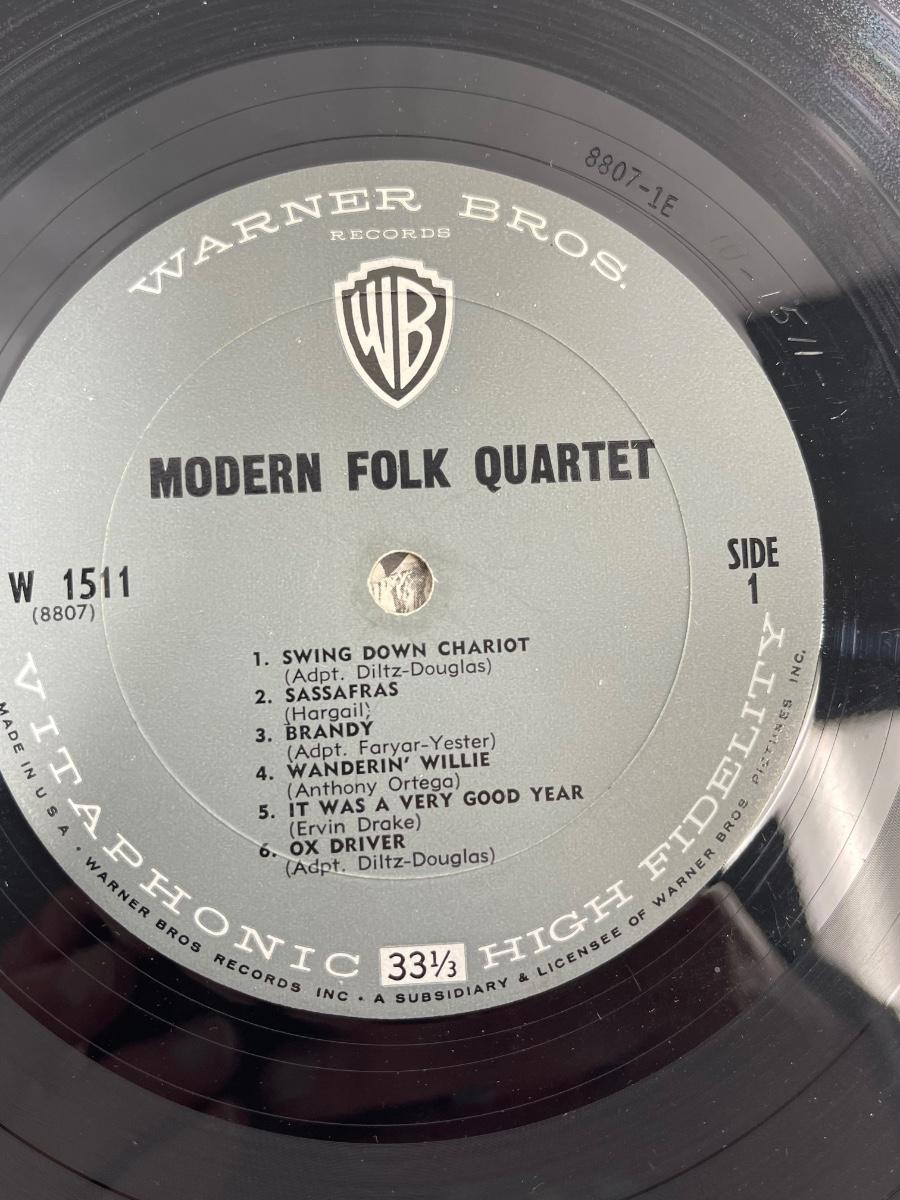 8807-1E
WARNER BROS.
RECORDS
WB
MODERN FOLK QUARTET
W 1511
(8807)
SIDE
1
1. SWING DOWN CHARIOT
(Adpt. Diltz-Douglas)
2. SASSAFRAS
(Hargail)
3. BRANDY
(Adpt. Faryar-Yester)
4. WANDERIN' WILLIE
(Anthony Ortega)
5. IT WAS A VERY GOOD YEAR
(Ervin Drake)
6. OX DRIVER
(Adpt. Diltz-Douglas)
VITAPHONIC 33⅓ HIGH FIDELITY
MADE IN U S A • WARNER BROS RECORDS INC • A SUBSIDIARY & LICENSEE OF WARNER BROS PICTURES INC.